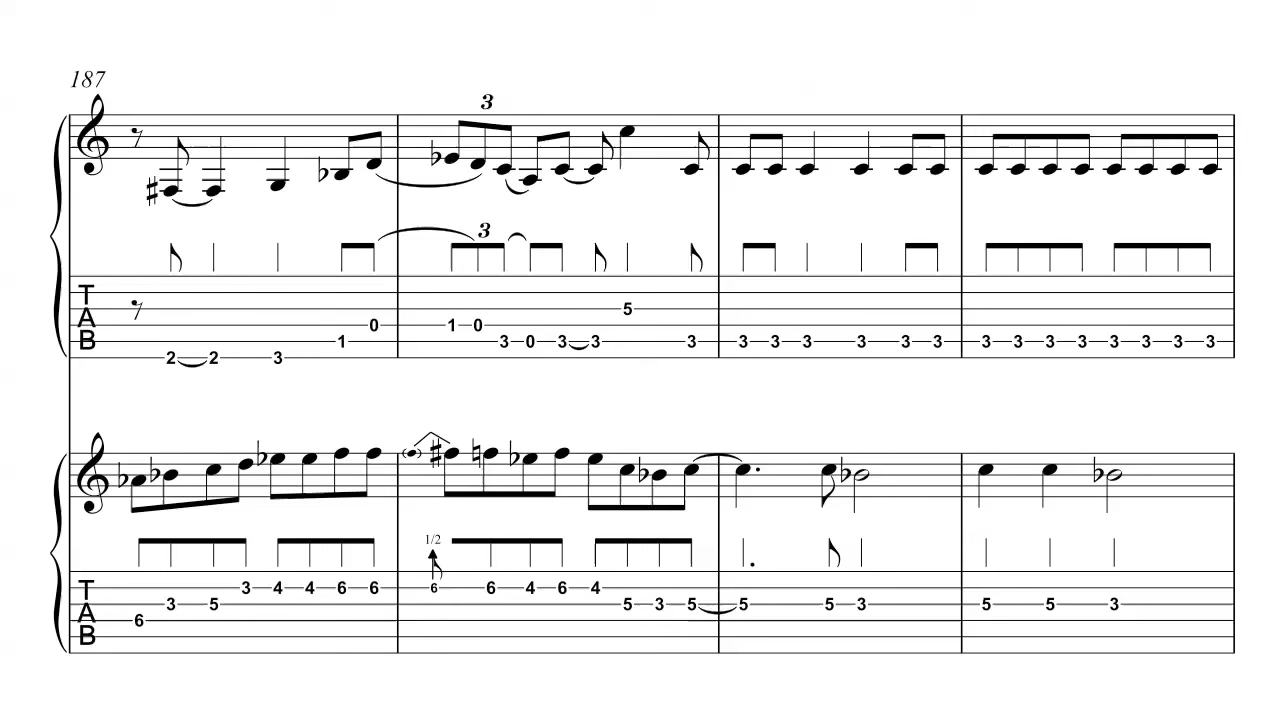 187
3
3
T
A
B
0 1 0 5
1 3 0 3 3 3 3 3 3 3 3 3 3 3 3 3 3 3 3 3
2 2 3
1/2
T
A
B
3 4 4 6 6 6 6 4 6 4
3 5 5 3 5 5 5 3 5 5 3
6